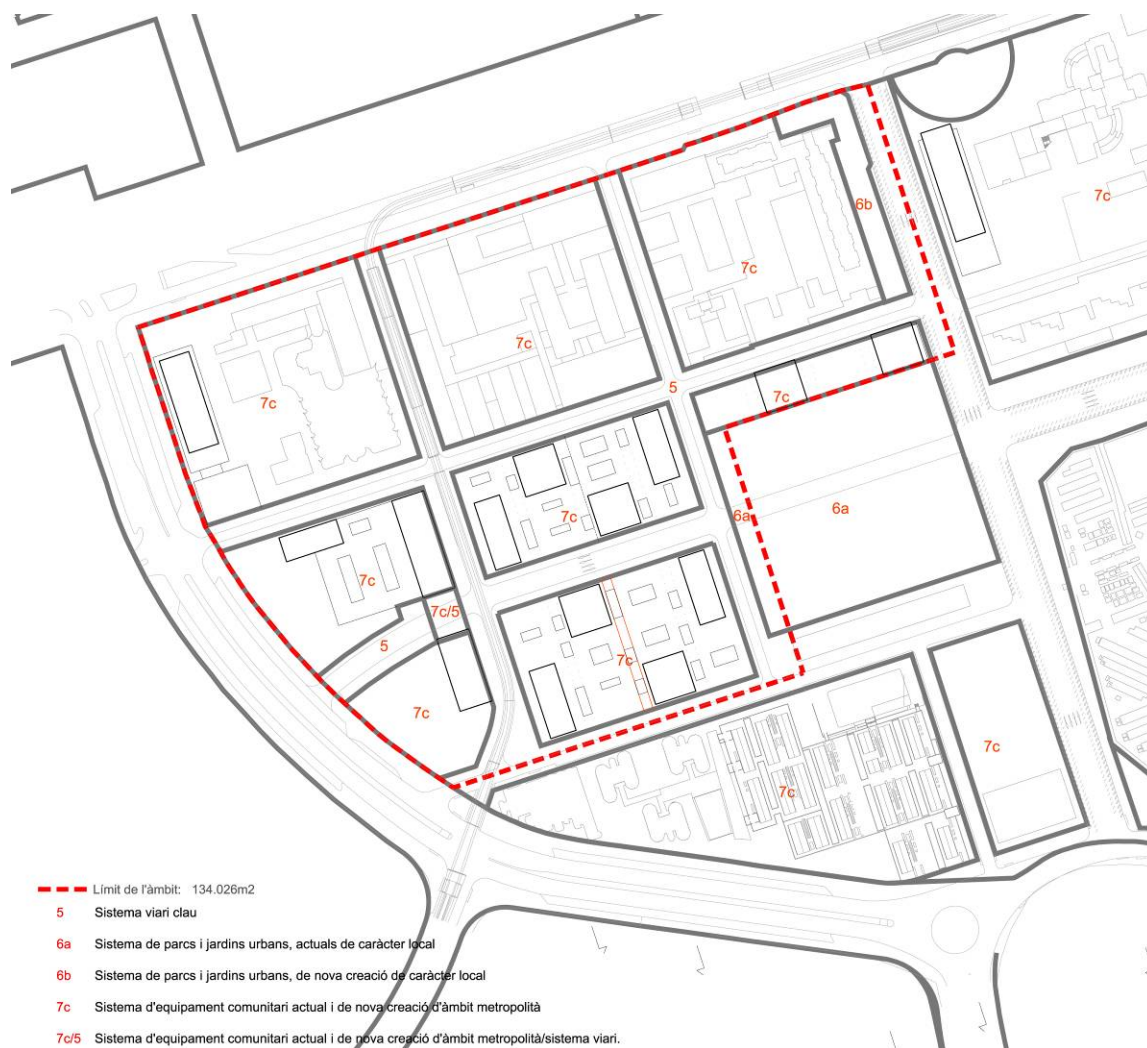 7c
6b
7c
7c
7c
5
7c
6a
6a
7c
7c
7c/5
5
7c
7c
7c
7c
Límit de l'àmbit: 134.026m2
5 Sistema viari clau
6a Sistema de parcs i jardins urbans, actuals de caràcter local
6b Sistema de parcs i jardins urbans, de nova creació de caràcter local
7c Sistema d'equipament comunitari actual i de nova creació d'àmbit metropolità
7c/5 Sistema d'equipament comunitari actual i de nova creació d'àmbit metropolità/sistema viari.